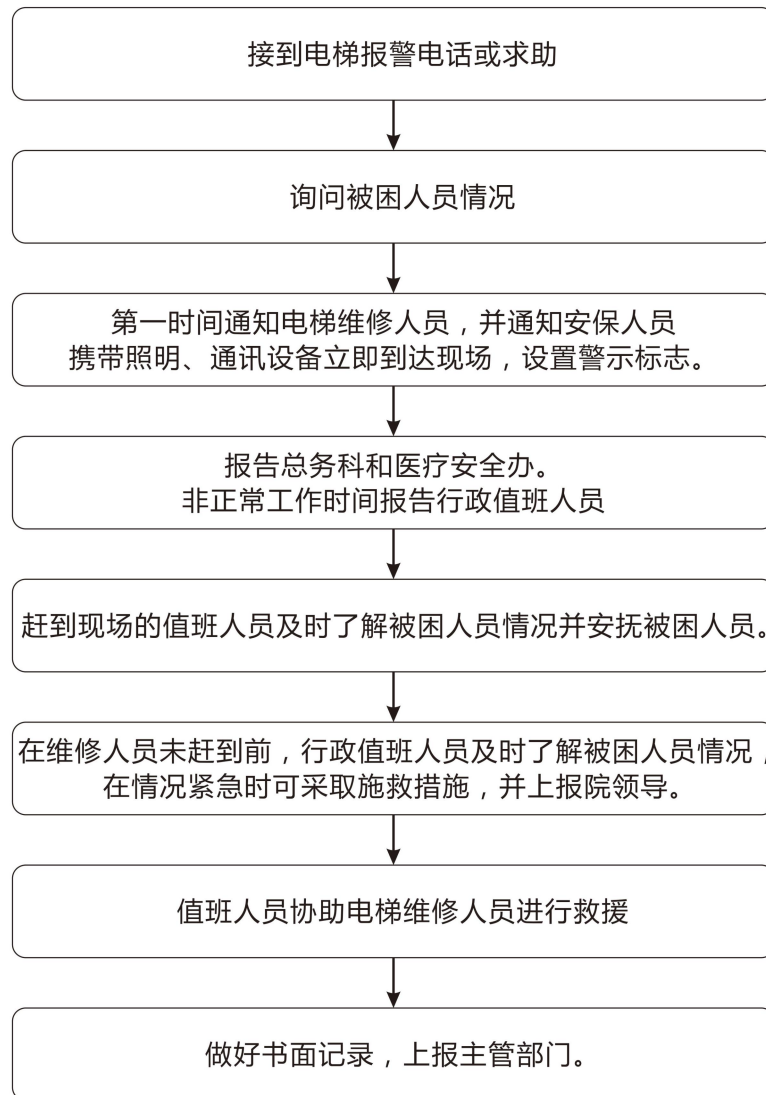 接到电梯报警电话或求助
询问被困人员情况
第一时间通知电梯维修人员，并通知安保人员
携带照明、通讯设备立即到达现场，设置警示标志。
报告总务科和医疗安全办。
非正常工作时间报告行政值班人员
赶到现场的值班人员及时了解被困人员情况并安抚被困人员。
在维修人员未赶到前，行政值班人员及时了解被困人员情况，
在情况紧急时可采取施救措施，并上报院领导。
值班人员协助电梯维修人员进行救援
做好书面记录，上报主管部门。